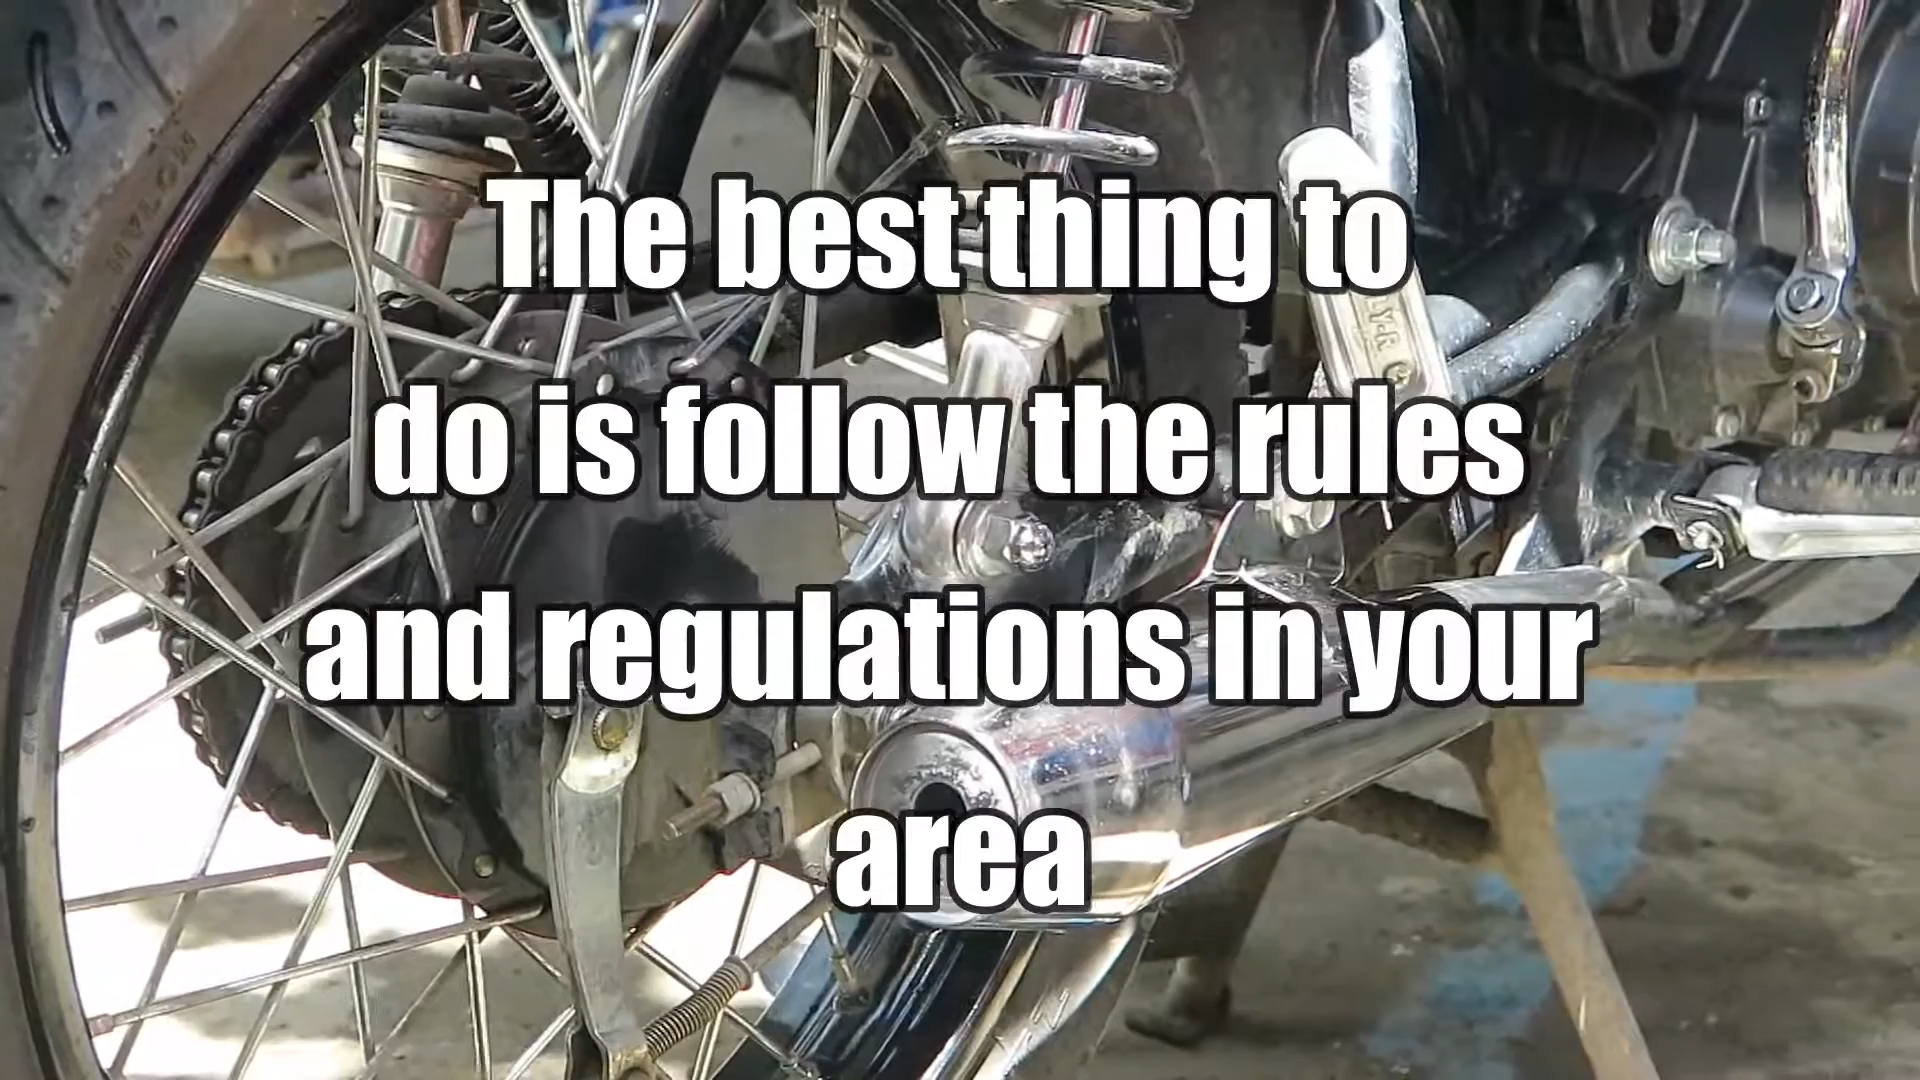 The best thing to
do is follow the rules
and regulations in your
area